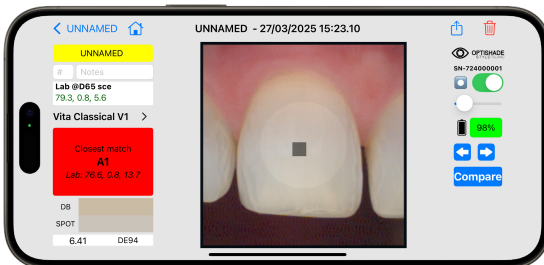 UNNAMED
UNNAMED - 27/03/2025 15:23.10
UNNAMED
#
Notes
Lab @D65 sce
79.3, 0.8, 5.6
Vita Classical V1
Closest match
A1
Lab: 76.6, 0.8, 13.7
DB
SPOT
6.41 DE94
OPTISHADE
STYLEITALIANO
SN-724000001
98%
Compare